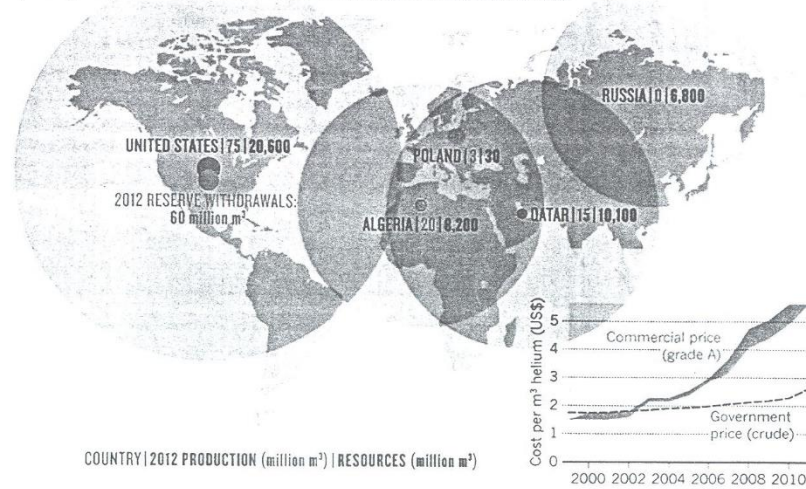 RUSSIA|0|6,800
UNITED STATES|75|20,600
POLAND|3|30
2012 RESERVE WITHDRAWALS:
60 million m³
ALGERIA|20|8,200
QATAR|15|10,100
COUNTRY|2012 PRODUCTION (million m³)|RESOURCES (million m³)
Cost per m³ helium (US$)
5
4
3
2
1
0
Commercial price
(grade A)
Government
price (crude)
2000 2002 2004 2006 2008 2010